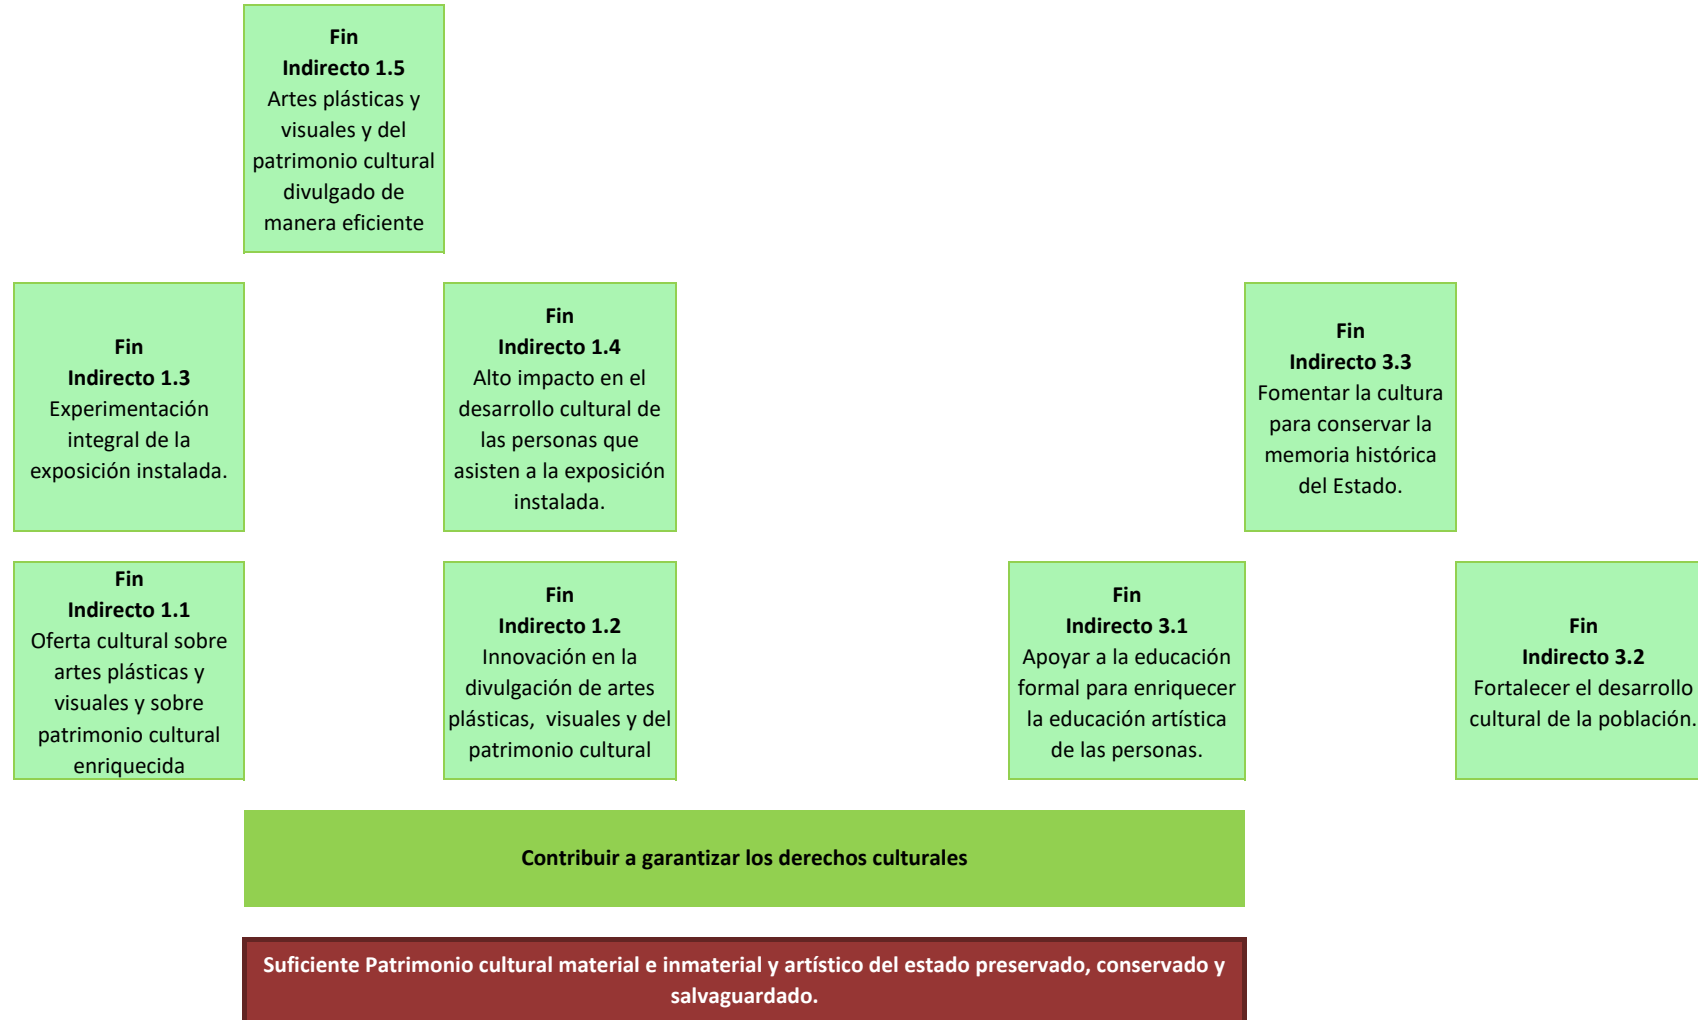 Fin
Indirecto 1.5
Artes plásticas y
visuales y del
patrimonio cultural
divulgado de
manera eficiente
Fin
Indirecto 1.3
Experimentación
integral de la
exposición instalada.
Fin
Indirecto 1.4
Alto impacto en el
desarrollo cultural de
las personas que
asisten a la exposición
instalada.
Fin
Indirecto 3.3
Fomentar la cultura
para conservar la
memoria histórica
del Estado.
Fin
Indirecto 1.1
Oferta cultural sobre
artes plásticas y
visuales y sobre
patrimonio cultural
enriquecida
Fin
Indirecto 1.2
Innovación en la
divulgación de artes
plásticas, visuales y del
patrimonio cultural
Fin
Indirecto 3.1
Apoyar a la educación
formal para enriquecer
la educación artística
de las personas.
Fin
Indirecto 3.2
Fortalecer el desarrollo
cultural de la población.
Contribuir a garantizar los derechos culturales
Suficiente Patrimonio cultural material e inmaterial y artístico del estado preservado, conservado y
salvaguardado.